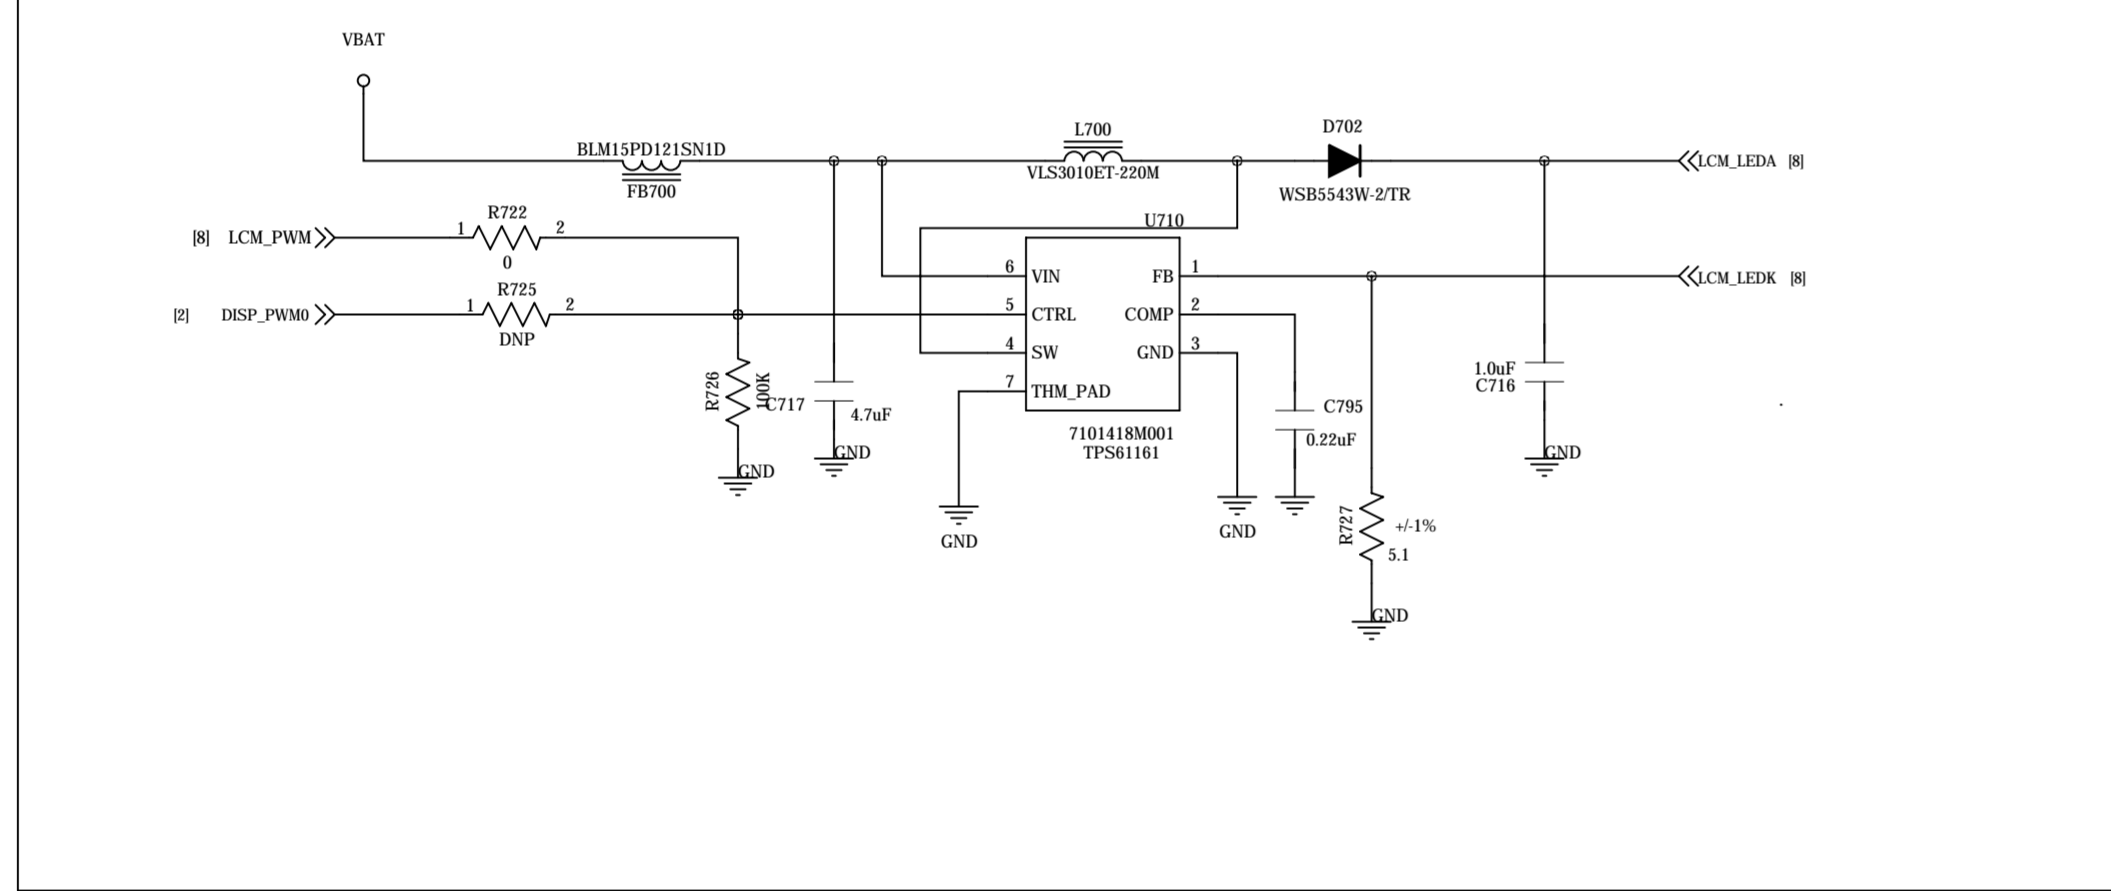 VBAT
BLM15PD121SN1D
FB700
L700
VLS3010ET-220M
D702
WSB5543W-2/TR
LCM_LEDA [8]
[8] LCM_PWM
1 R722 2
0
[2] DISP_PWM0
1 R725 2
DNP
U710
6 VIN
5 CTRL
4 SW
7 THM_PAD
FB 1
COMP 2
GND 3
7101418M001
TPS61161
LCM_LEDK [8]
R726
100K
GND
C717
4.7uF
GND
GND
GND
C795
0.22uF
1.0uF
C716
GND
R727
+/-1%
5.1
GND